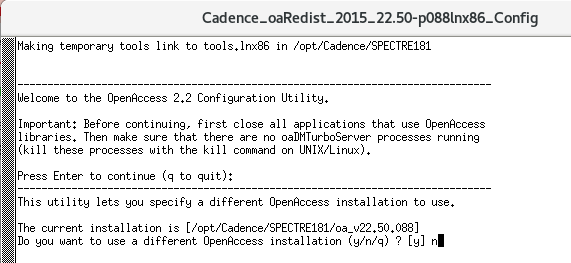 Cadence_oaRedist_2015_22.50-p088lnx86_Config
Making temporary tools link to tools.lnx86 in /opt/Cadence/SPECTRE181
--------------------------------------------------------------------------------
Welcome to the OpenAccess 2.2 Configuration Utility.
Important: Before continuing, first close all applications that use OpenAccess
libraries. Then make sure that there are no oaDMTurboServer processes running
(kill these processes with the kill command on UNIX/Linux).
Press Enter to continue (q to quit):
--------------------------------------------------------------------------------
This utility lets you specify a different OpenAccess installation to use.
The current installation is [/opt/Cadence/SPECTRE181/oa_v22.50.088]
Do you want to use a different OpenAccess installation (y/n/q) ? [y] n